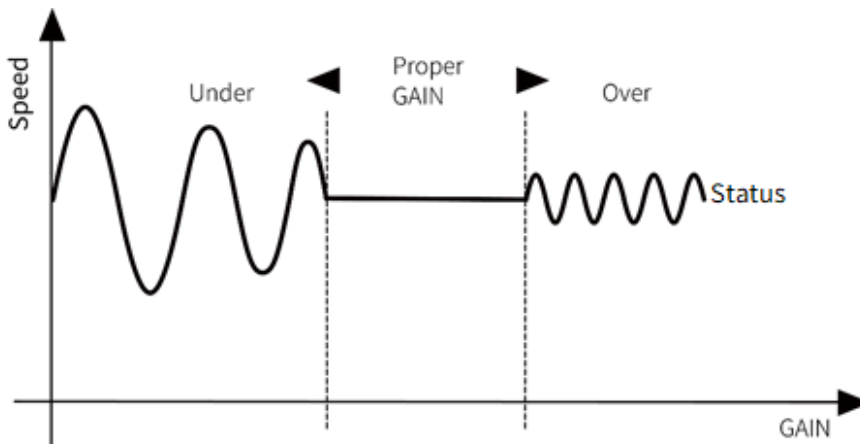 Speed
Under
Proper
GAIN
Over
Status
GAIN